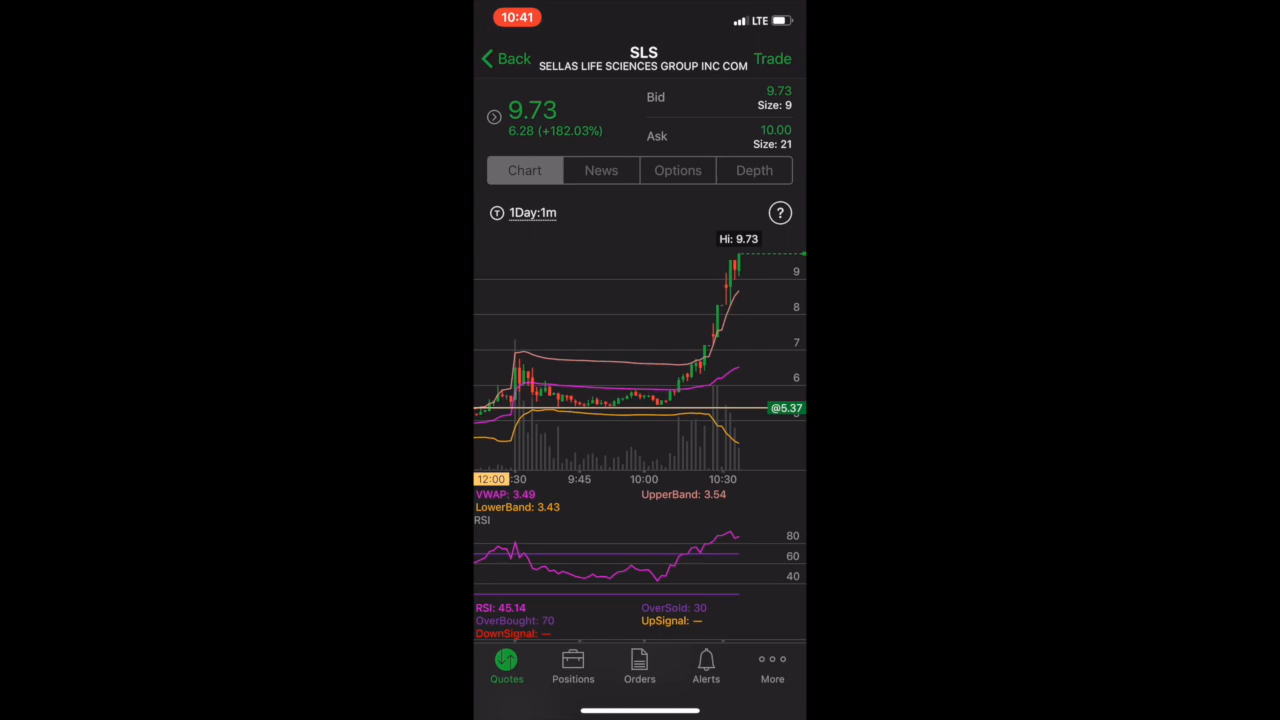 10:41
LTE
Back
SLS
SELLAS LIFE SCIENCES GROUP INC COM
Trade
9.73
6.28 (+182.03%)
Bid
9.73
Size: 9
Ask
10.00
Size: 21
Chart
News
Options
Depth
T 1Day:1m
?
Hi: 9.73
9
8
7
6
@5.37
12:00 :30
9:45
10:00
10:30
VWAP: 3.49
UpperBand: 3.54
LowerBand: 3.43
RSI
80
60
40
RSI: 45.14
OverSold: 30
OverBought: 70
UpSignal: —
DownSignal: —
Quotes
Positions
Orders
Alerts
More